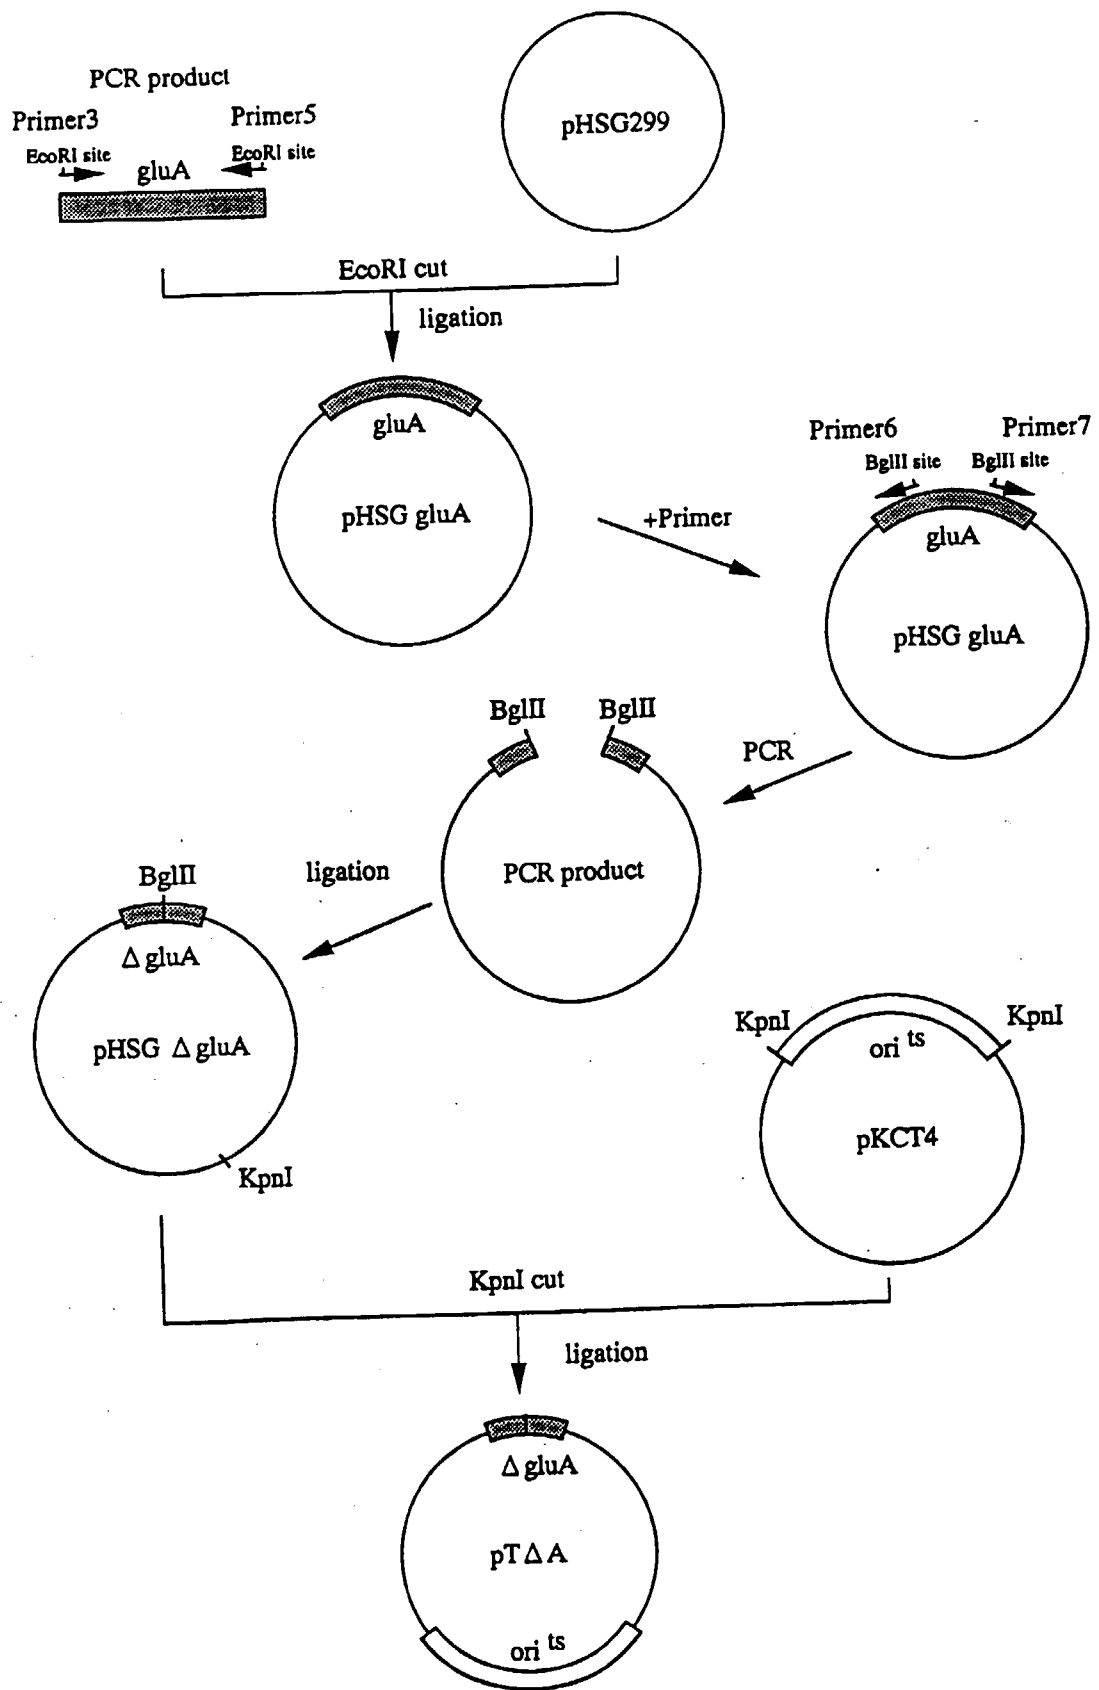 PCR product
Primer3
Primer5
EcoRI site
EcoRI site
gluA
pHSG299
EcoRI cut
ligation
gluA
pHSG gluA
+Primer
Primer6
Primer7
BglII site
BglII site
gluA
pHSG gluA
PCR
BglII
BglII
PCR product
ligation
BglII
Δ gluA
pHSG Δ gluA
KpnI
KpnI
KpnI
ori ts
pKCT4
KpnI cut
ligation
Δ gluA
pT Δ A
ori ts